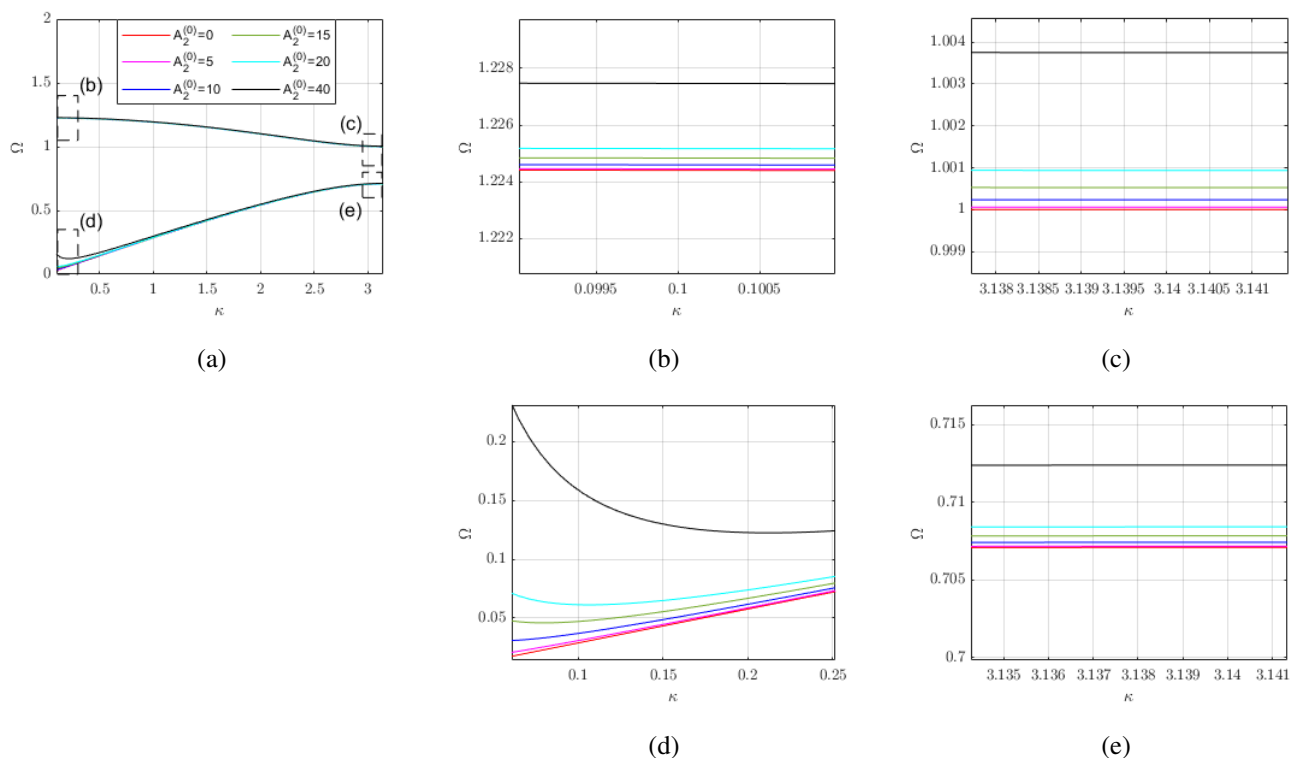 2
1.5
1
0.5
0
Ω
0.5 1 1.5 2 2.5 3
κ
A₂⁽⁰⁾=0 A₂⁽⁰⁾=15
A₂⁽⁰⁾=5 A₂⁽⁰⁾=20
A₂⁽⁰⁾=10 A₂⁽⁰⁾=40
(b)
(c)
(d)
(e)
(a)
1.228
1.226
1.224
1.222
Ω
0.0995 0.1 0.1005
κ
(b)
1.004
1.003
1.002
1.001
1
0.999
Ω
3.138 3.1385 3.139 3.1395 3.14 3.1405 3.141
κ
(c)
0.2
0.15
0.1
0.05
Ω
0.1 0.15 0.2 0.25
κ
(d)
0.715
0.71
0.705
0.7
Ω
3.135 3.136 3.137 3.138 3.139 3.14 3.141
κ
(e)